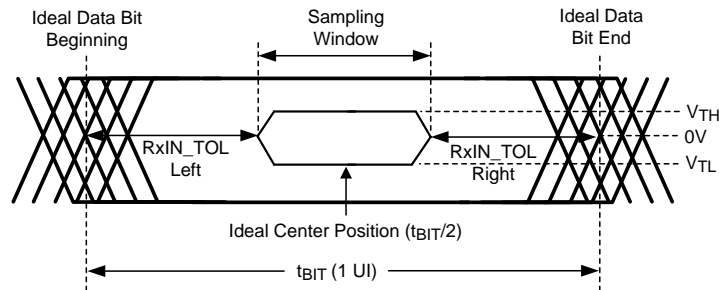 Ideal Data Bit
Beginning
Sampling
Window
Ideal Data
Bit End
VTH
0V
VTL
RxIN_TOL
Left
RxIN_TOL
Right
Ideal Center Position (tBIT/2)
tBIT (1 UI)